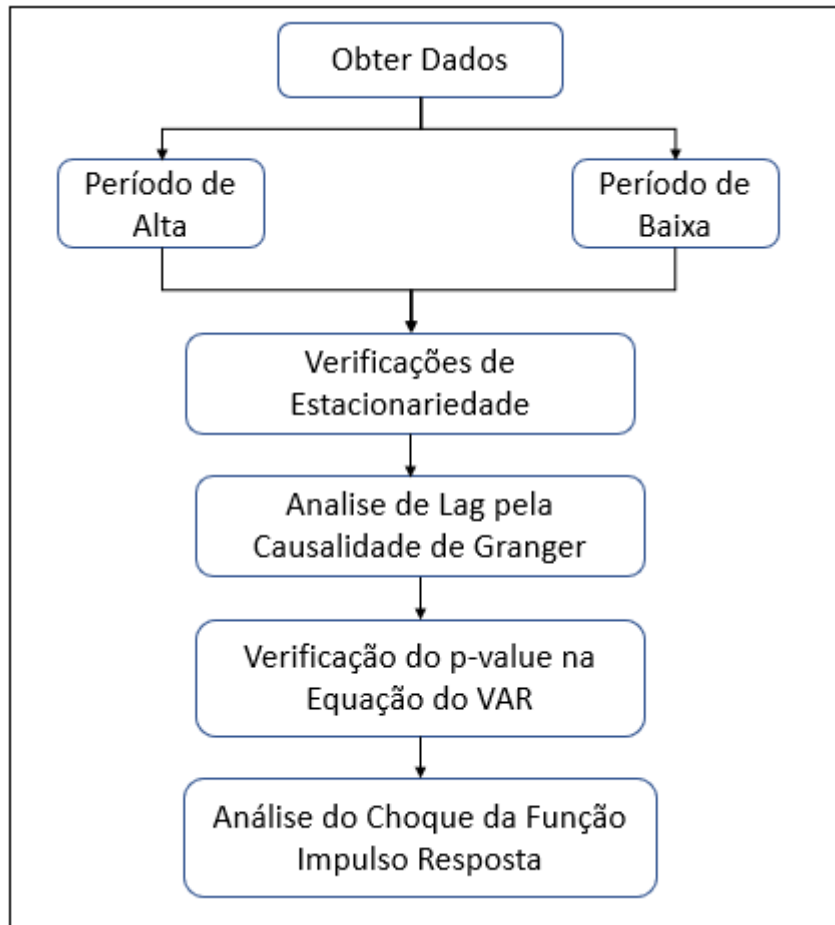 Obter Dados
Período de
Alta
Período de
Baixa
Verificações de
Estacionariedade
Analise de Lag pela
Causalidade de Granger
Verificação do p-value na
Equação do VAR
Análise do Choque da Função
Impulso Resposta